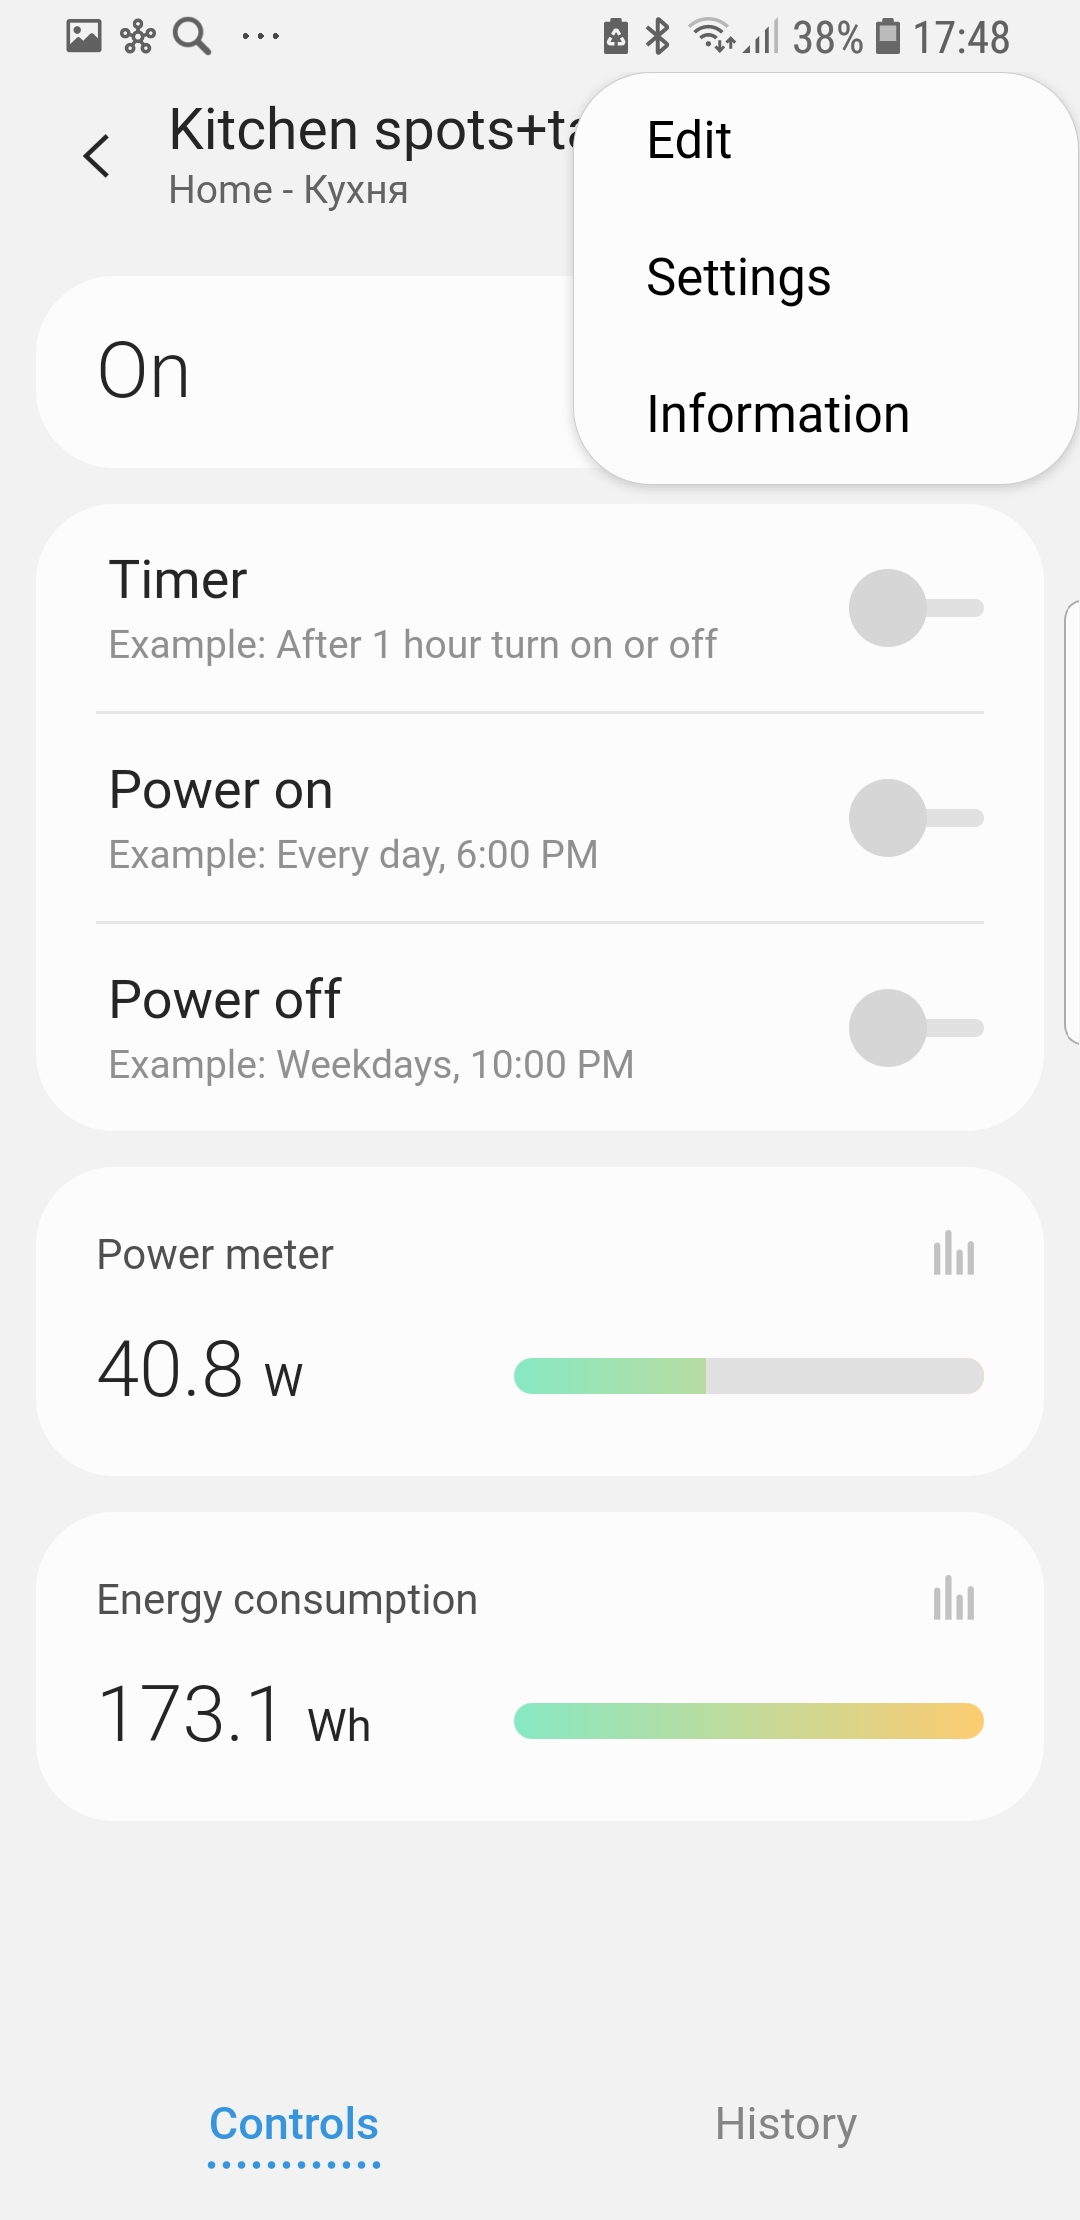 38% 17:48
Kitchen spots+ta
Home - Кухня
Edit
Settings
Information
On
Timer
Example: After 1 hour turn on or off
Power on
Example: Every day, 6:00 PM
Power off
Example: Weekdays, 10:00 PM
Power meter
40.8 W
Energy consumption
173.1 Wh
Controls
History